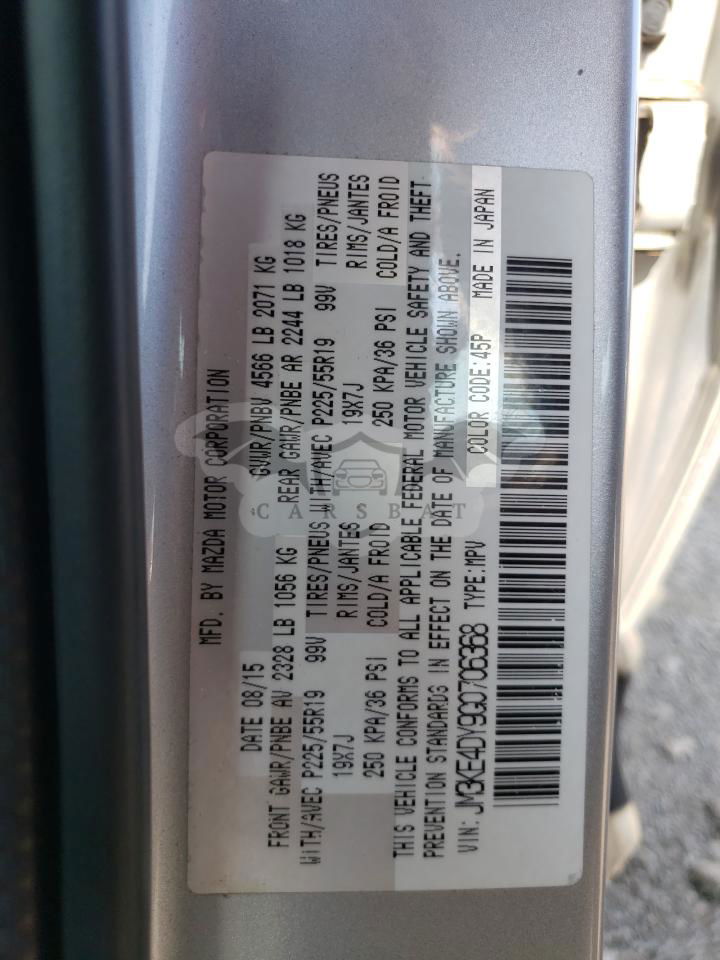 MFD. BY MAZDA MOTOR CORPORATION
DATE 08/15 GVWR/PNBV 4566 LB 2071 KG
FRONT GAWR/PNBE AV 2328 LB 1056 KG REAR GAWR/PNBE AR 2244 LB 1018 KG
WITH/AVEC P225/55R19 99V TIRES/PNEUS WITH/AVEC P225/55R19 99V TIRES/PNEUS
19X7J RIMS/JANTES 19X7J RIMS/JANTES
250 KPA/36 PSI COLD/A FROID 250 KPA/36 PSI COLD/A FROID
THIS VEHICLE CONFORMS TO ALL APPLICABLE FEDERAL MOTOR VEHICLE SAFETY AND THEFT
PREVENTION STANDARDS IN EFFECT ON THE DATE OF MANUFACTURE SHOWN ABOVE.
VIN: JM3KE4DY9G0706368 TYPE:MPV COLOR CODE:45P MADE IN JAPAN
CARSBAT